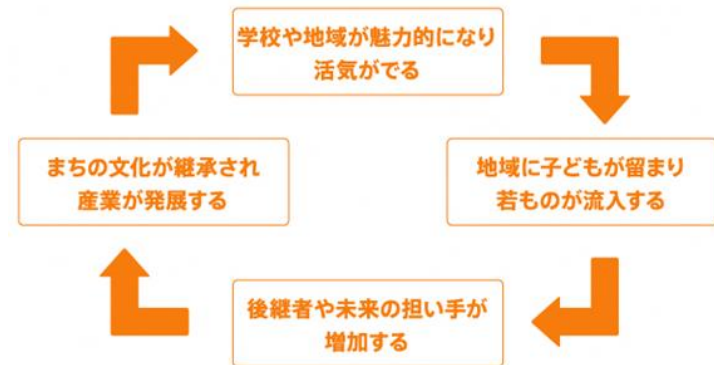 学校や地域が魅力的になり
活気がでる
地域に子どもが留まり
若ものが流入する
後継者や未来の担い手が
増加する
まちの文化が継承され
産業が発展する